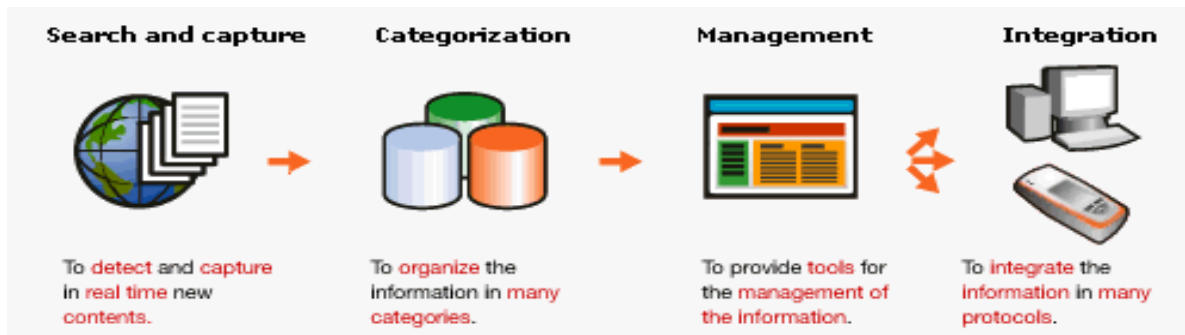 Search and capture
Categorization
Management
Integration
To detect and capture
in real time new
contents.
To organize the
information in many
categories.
To provide tools for
the management of
the information.
To integrate the
information in many
protocols.